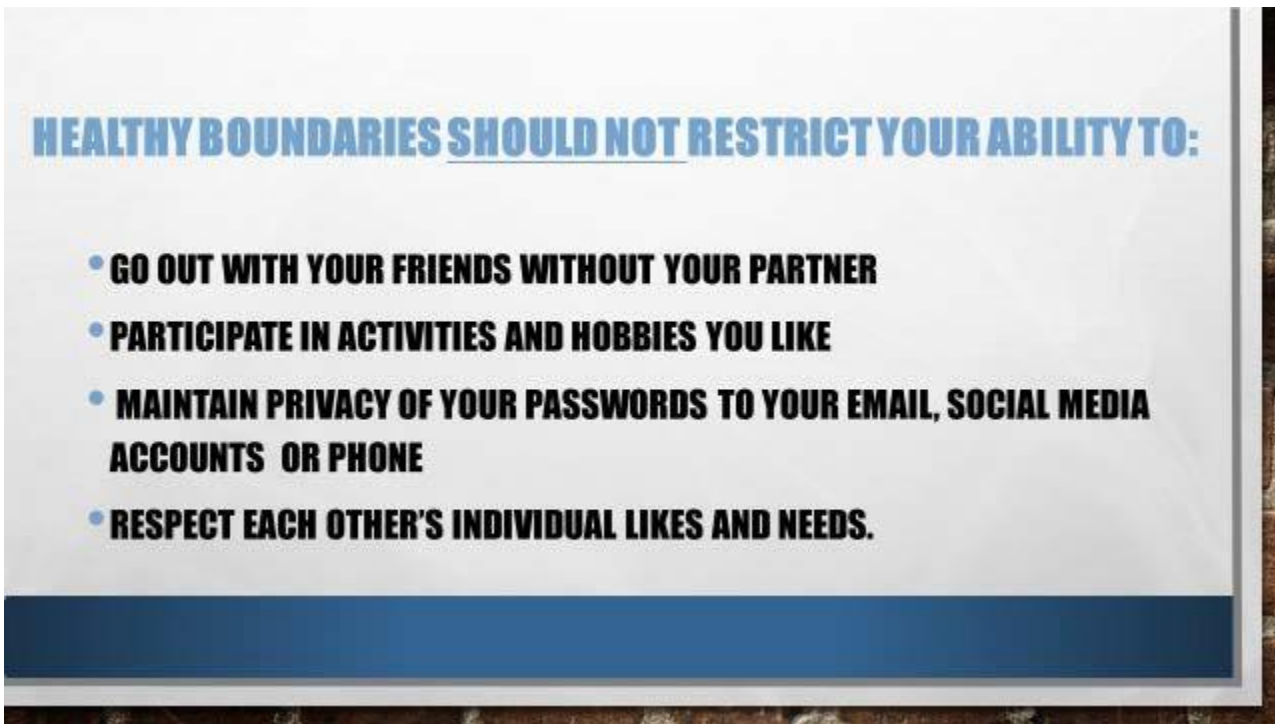 HEALTHY BOUNDARIES SHOULD NOT RESTRICT YOUR ABILITY TO:
• GO OUT WITH YOUR FRIENDS WITHOUT YOUR PARTNER
• PARTICIPATE IN ACTIVITIES AND HOBBIES YOU LIKE
• MAINTAIN PRIVACY OF YOUR PASSWORDS TO YOUR EMAIL, SOCIAL MEDIA
ACCOUNTS OR PHONE
• RESPECT EACH OTHER’S INDIVIDUAL LIKES AND NEEDS.